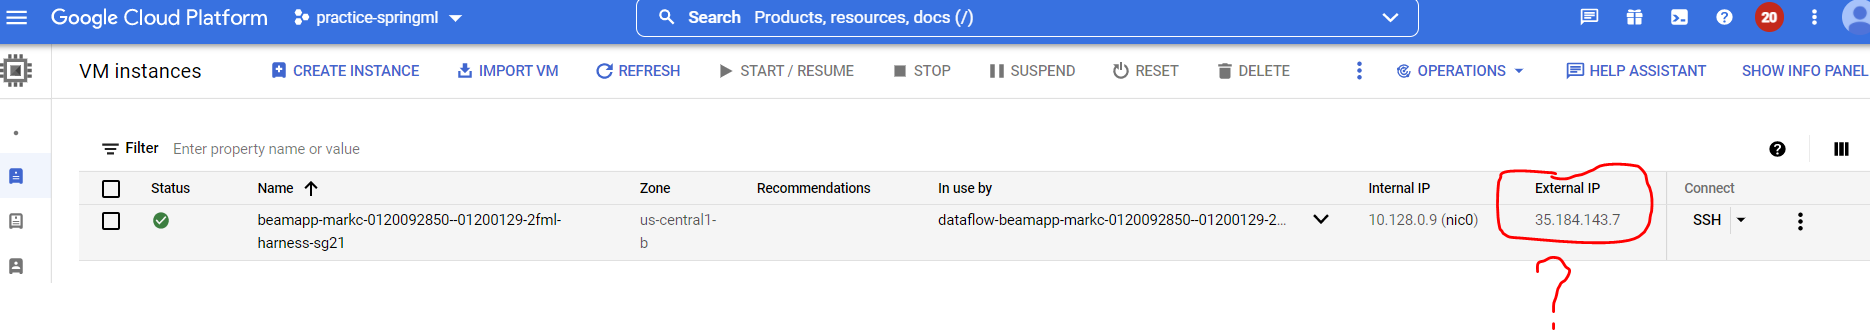 Google Cloud Platform practice-springml Search Products, resources, docs (/) 20
VM instances CREATE INSTANCE IMPORT VM REFRESH START / RESUME STOP SUSPEND RESET DELETE OPERATIONS HELP ASSISTANT SHOW INFO PANEL
Filter Enter property name or value
Status Name Zone Recommendations In use by Internal IP External IP Connect
beamapp-markc-0120092850--01200129-2fml- us-central1- dataflow-beamapp-markc-0120092850--01200129-2... 10.128.0.9 (nic0) 35.184.143.7 SSH
harness-sg21 b
?